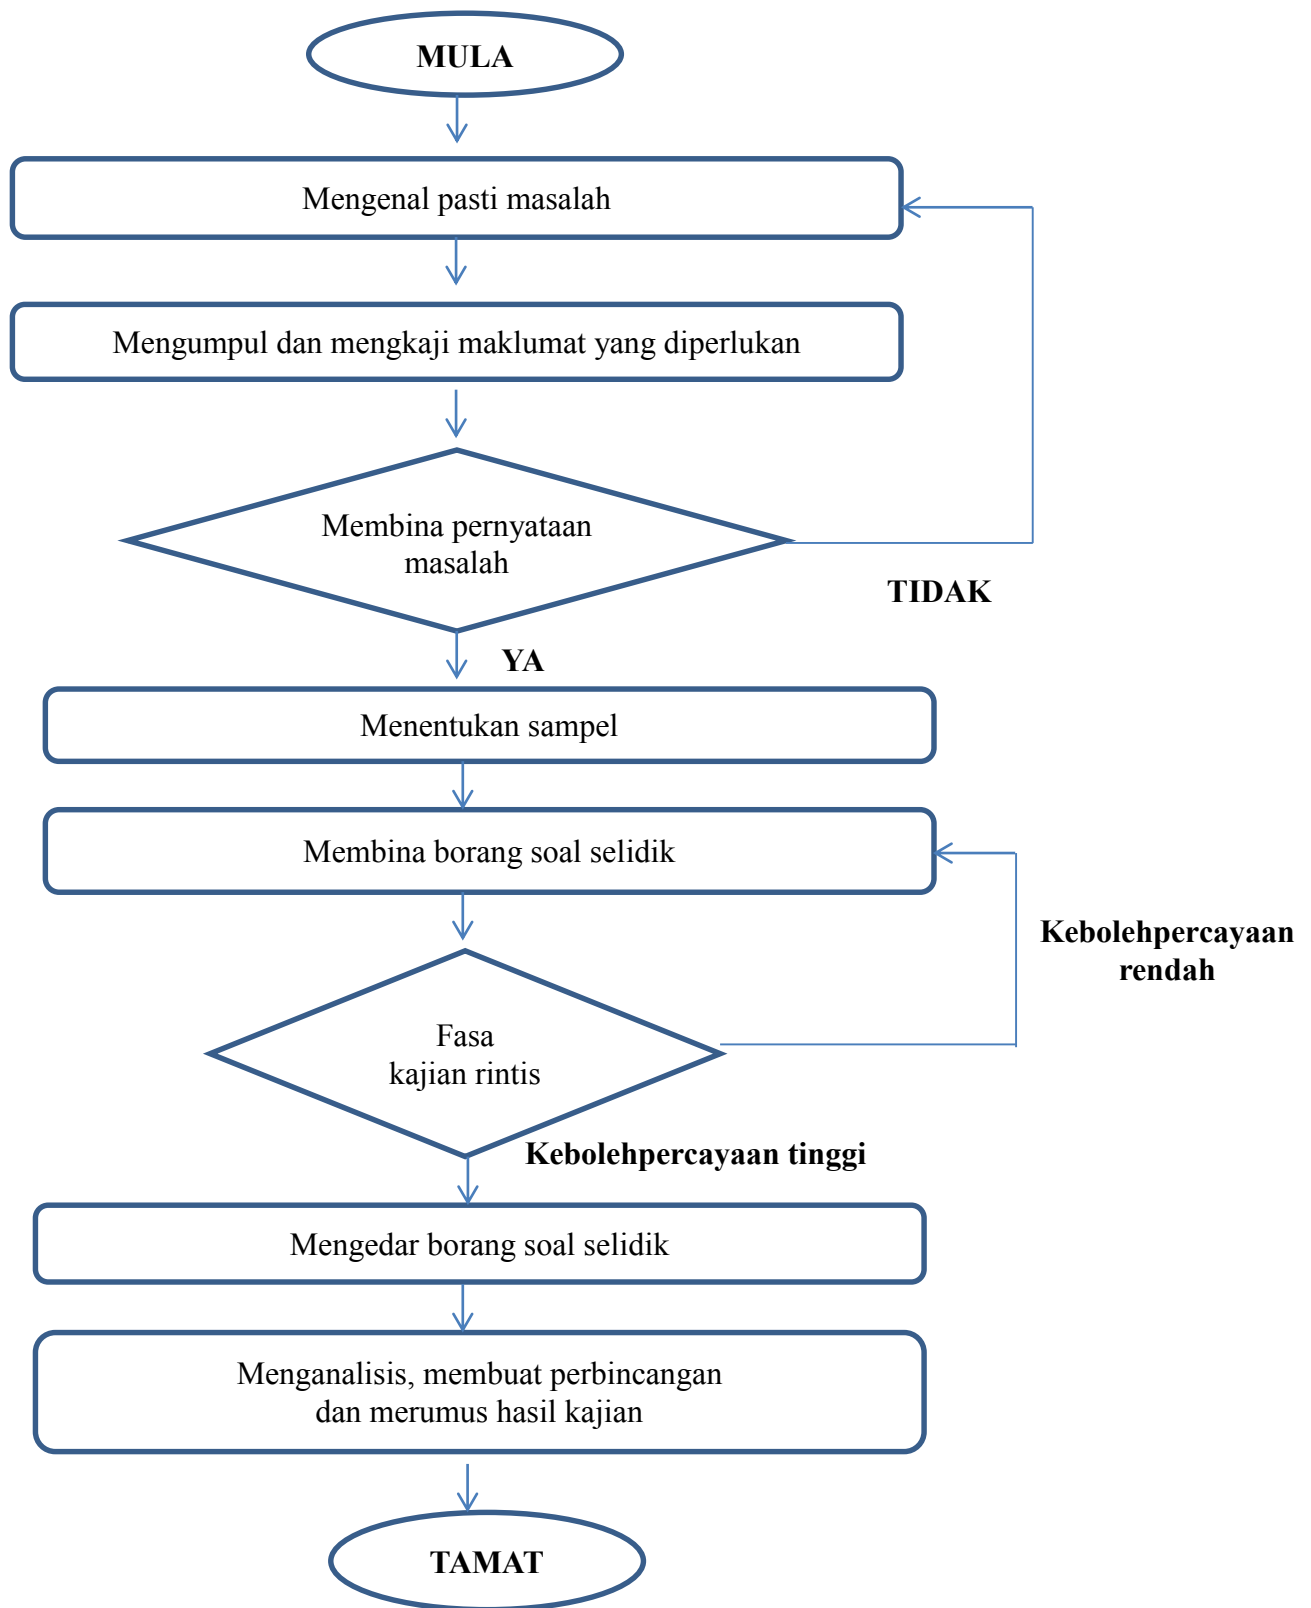 MULA
Mengenal pasti masalah
Mengumpul dan mengkaji maklumat yang diperlukan
Membina pernyataan
masalah
TIDAK
YA
Menentukan sampel
Membina borang soal selidik
Kebolehpercayaan
rendah
Fasa
kajian rintis
Kebolehpercayaan tinggi
Mengedar borang soal selidik
Menganalisis, membuat perbincangan
dan merumus hasil kajian
TAMAT